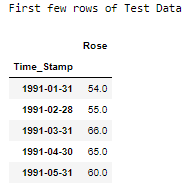 First few rows of Test Data
Rose
Time_Stamp
1991-01-31 54.0
1991-02-28 55.0
1991-03-31 66.0
1991-04-30 65.0
1991-05-31 60.0